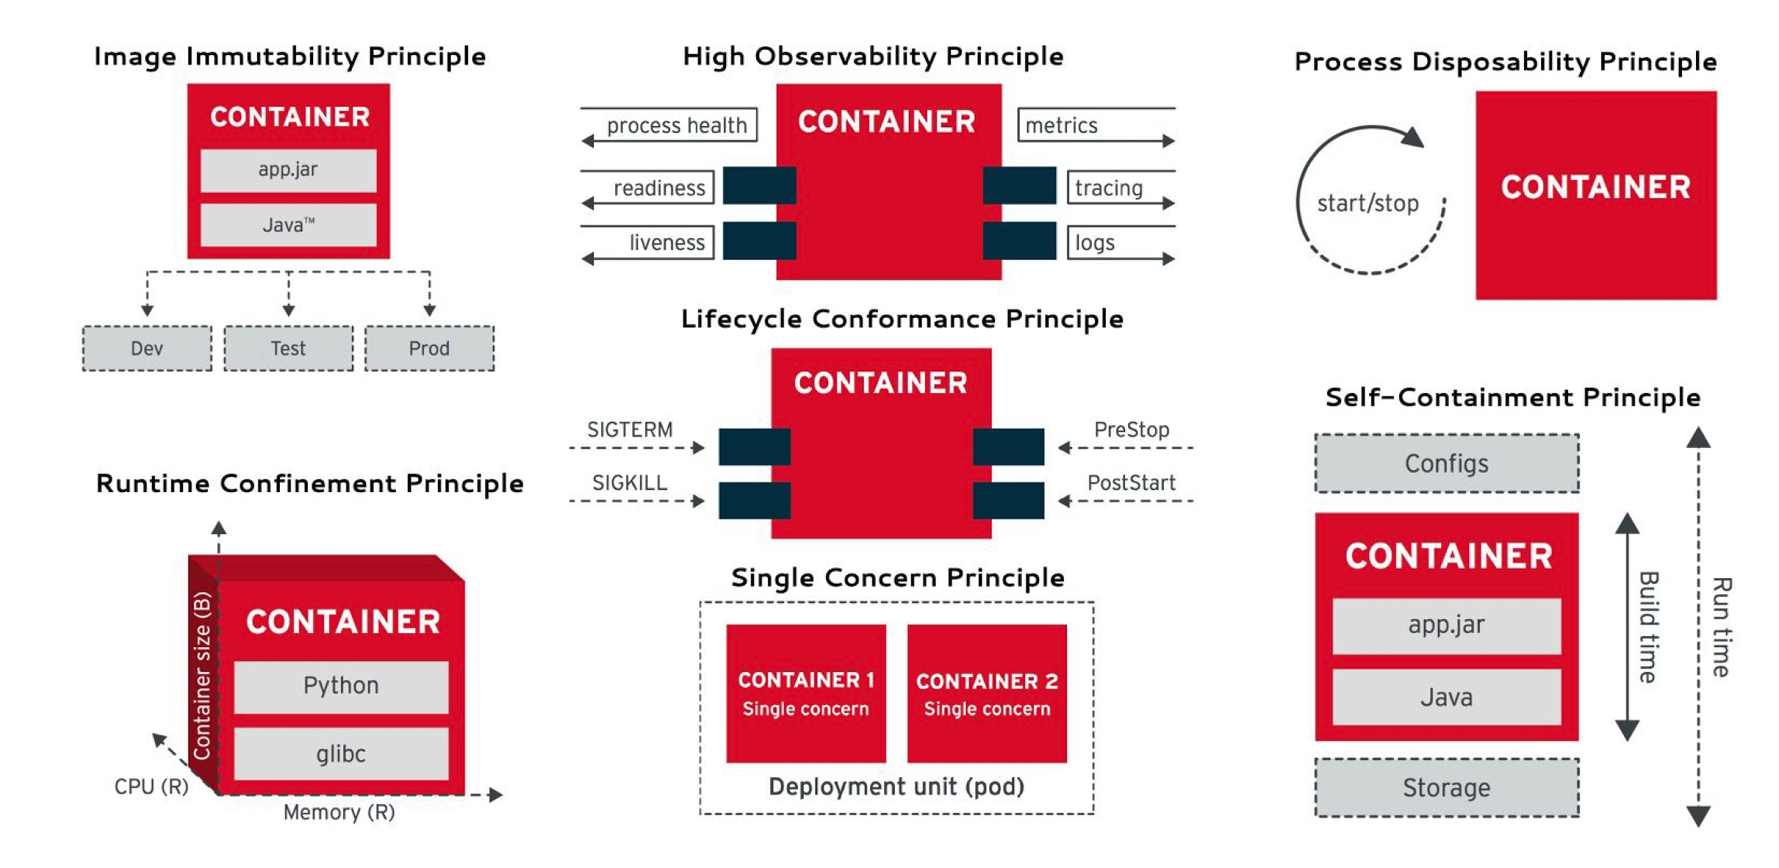 Image Immutability Principle
CONTAINER
app.jar
Java™
Dev
Test
Prod
Runtime Confinement Principle
Container size (B)
CONTAINER
Python
glibc
CPU (R)
Memory (R)
High Observability Principle
CONTAINER
process health
readiness
liveness
metrics
tracing
logs
Lifecycle Conformance Principle
CONTAINER
SIGTERM
SIGKILL
PreStop
PostStart
Single Concern Principle
CONTAINER 1
Single concern
CONTAINER 2
Single concern
Deployment unit (pod)
Process Disposability Principle
start/stop
CONTAINER
Self-Containment Principle
Configs
CONTAINER
app.jar
Java
Storage
Build time
Run time